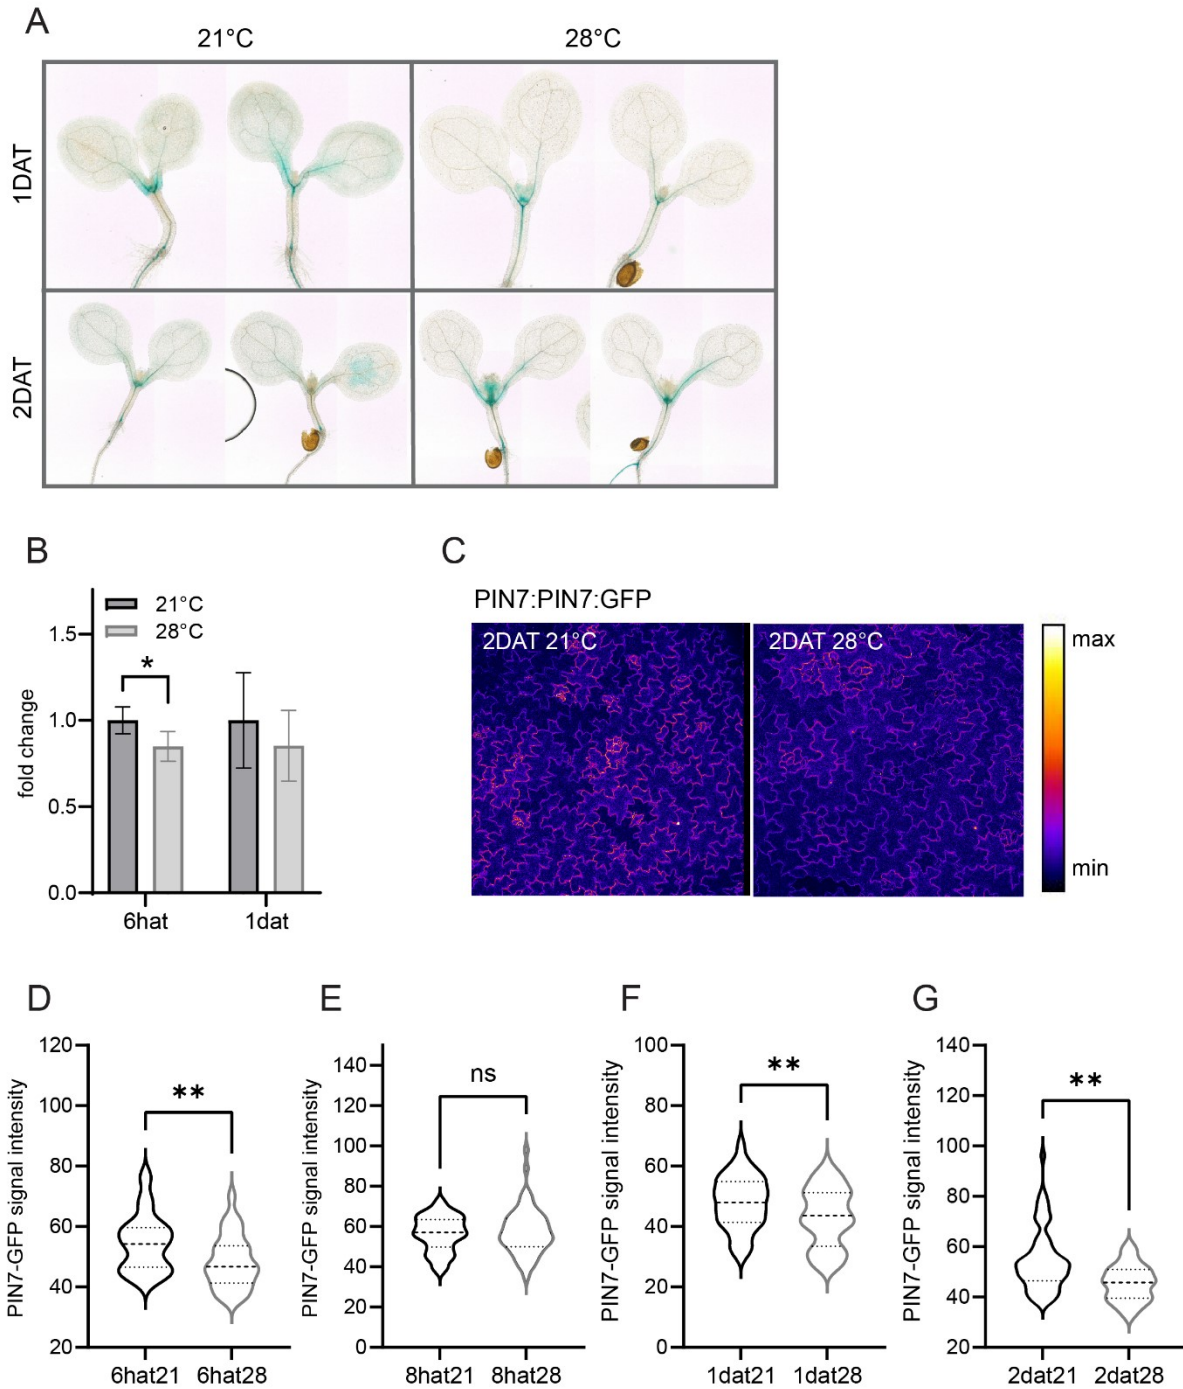 A
21°C
28°C
1DAT
2DAT
B
21°C
28°C
*
fold change
1.5
1.0
0.5
0.0
6hat
1dat
C
PIN7:PIN7:GFP
2DAT 21°C
2DAT 28°C
max
min
D
PIN7-GFP signal intensity
120
100
80
60
40
20
**
6hat21
6hat28
E
PIN7-GFP signal intensity
140
120
100
80
60
40
20
0
ns
8hat21
8hat28
F
PIN7-GFP signal intensity
100
80
60
40
20
0
**
1dat21
1dat28
G
PIN7-GFP signal intensity
140
120
100
80
60
40
20
**
2dat21
2dat28